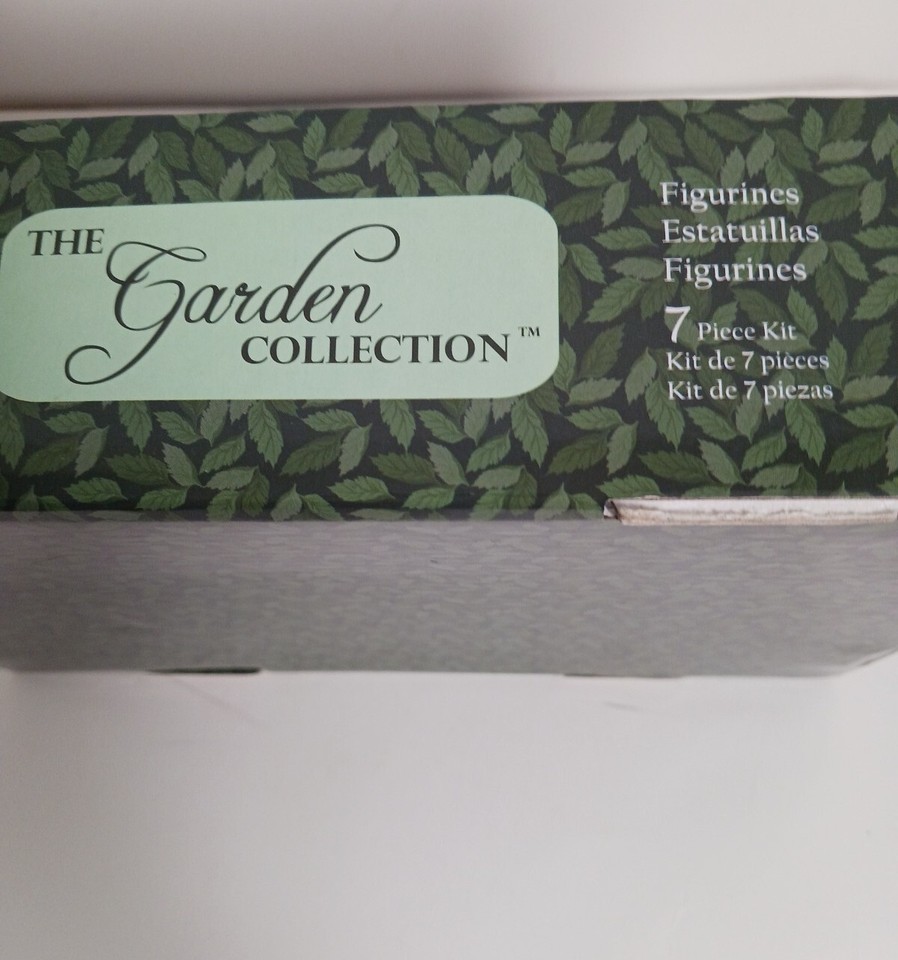 THE
Garden
COLLECTION™
Figurines
Estatuillas
Figurines
7 Piece Kit
Kit de 7 pièces
Kit de 7 piezas